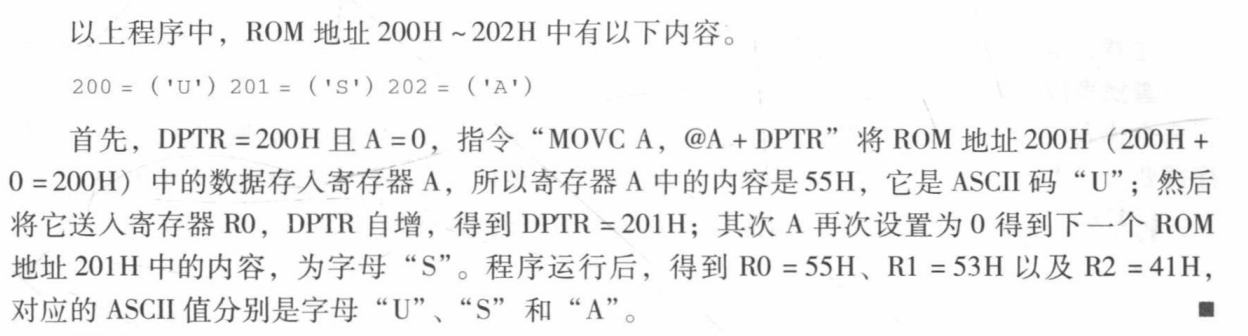 以上程序中，ROM 地址 200H ~ 202H 中有以下内容。
200 = ('U') 201 = ('S') 202 = ('A')
首先，DPTR = 200H 且 A = 0，指令“MOVC A，@A + DPTR”将 ROM 地址 200H（200H +
0 = 200H）中的数据存入寄存器 A，所以寄存器 A 中的内容是 55H，它是 ASCII 码“U”；然后
将它送入寄存器 R0，DPTR 自增，得到 DPTR = 201H；其次 A 再次设置为 0 得到下一个 ROM
地址 201H 中的内容，为字母“S”。程序运行后，得到 R0 = 55H、R1 = 53H 以及 R2 = 41H，
对应的 ASCII 值分别是字母“U”、“S” 和“A”。